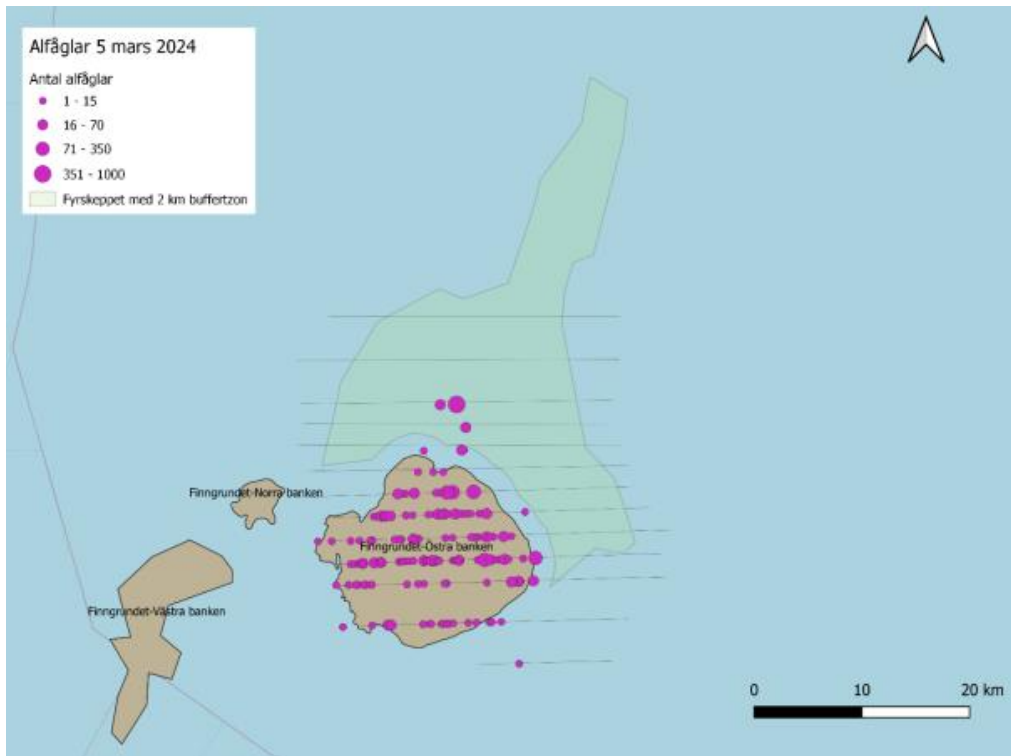 Alfåglar 5 mars 2024
Antal alfåglar
1 - 15
16 - 70
71 - 350
351 - 1000
Fyrskeppet med 2 km buffertzon
Finngrundet-Norra banken
Finngrundet-Östra banken
Finngrundet-Västra banken
0 10 20 km